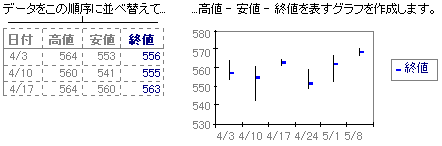 データをこの順序に並べ替えて...
日付 高値 安値 終値
4/3 564 553 556
4/10 560 541 555
4/17 564 560 563
...高値 - 安値 - 終値を表すグラフを作成します。
580
570
560
550
540
530
4/3 4/10 4/17 4/24 5/1 5/8
終値